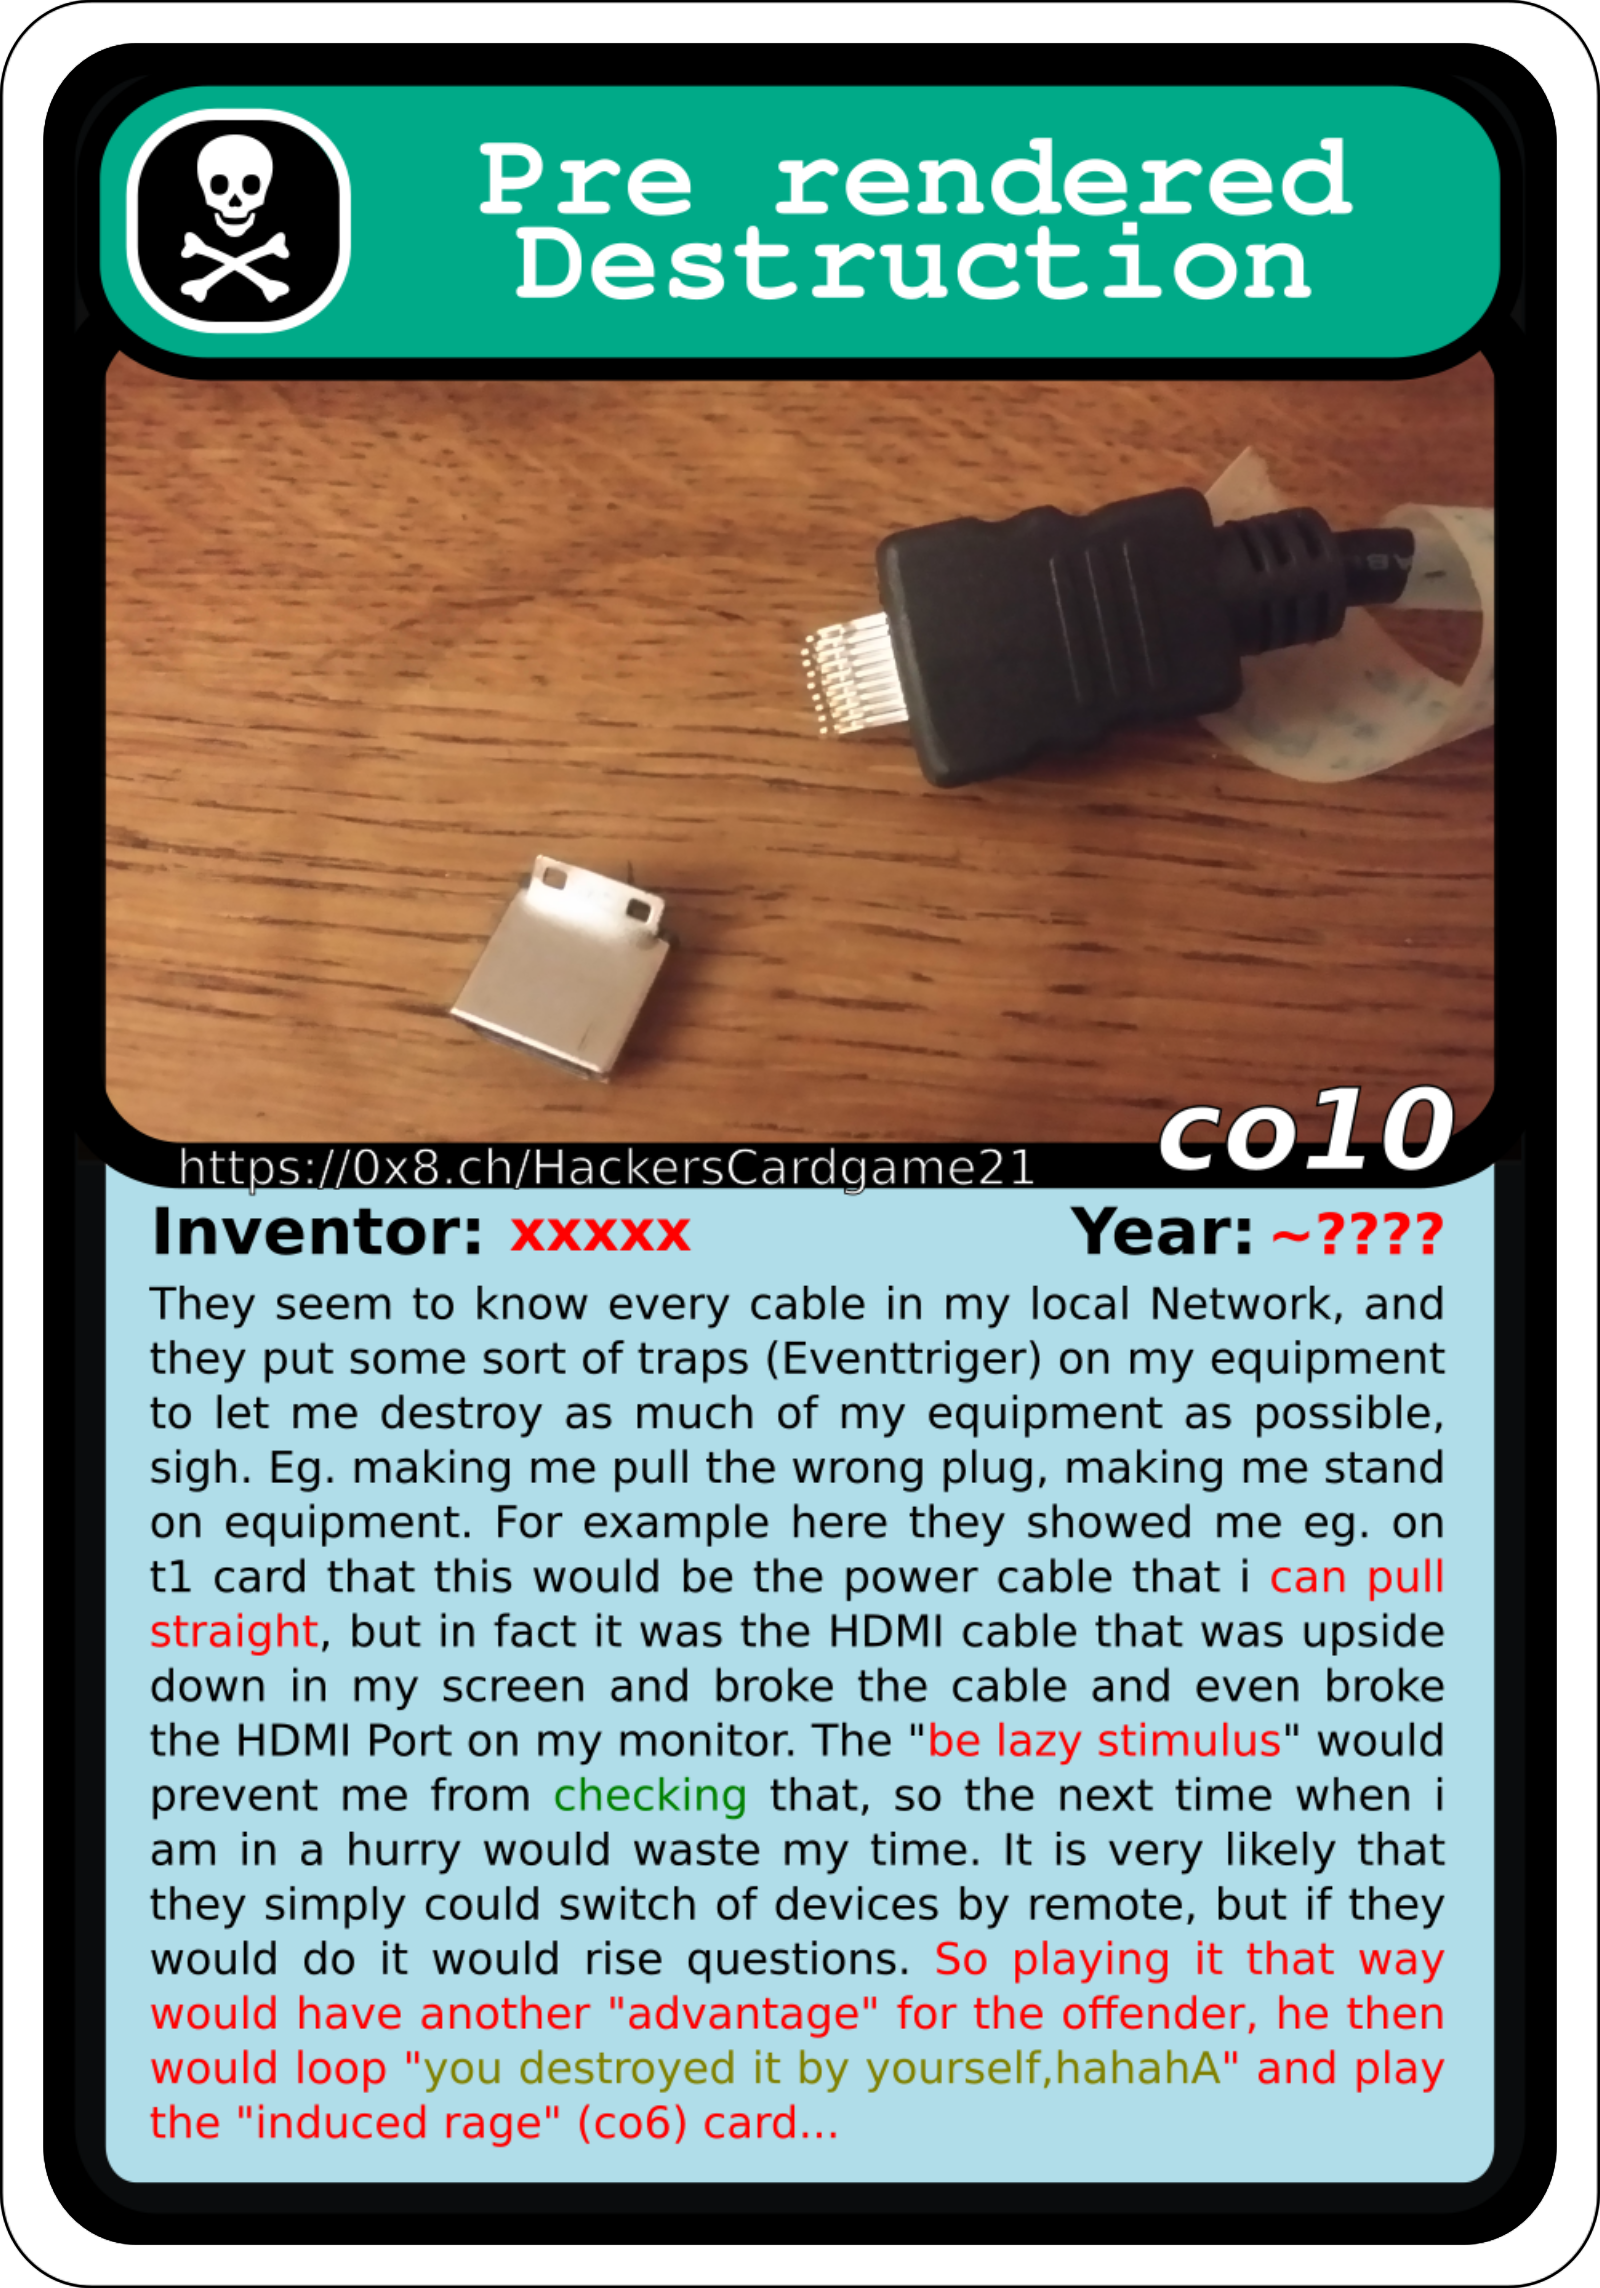 Pre rendered
Destruction
co10
https://0x8.ch/HackersCardgame21
Inventor: xxxxx Year: ~????
They seem to know every cable in my local Network, and
they put some sort of traps (Eventtriger) on my equipment
to let me destroy as much of my equipment as possible,
sigh. Eg. making me pull the wrong plug, making me stand
on equipment. For example here they showed me eg. on
t1 card that this would be the power cable that i can pull
straight, but in fact it was the HDMI cable that was upside
down in my screen and broke the cable and even broke
the HDMI Port on my monitor. The "be lazy stimulus" would
prevent me from checking that, so the next time when i
am in a hurry would waste my time. It is very likely that
they simply could switch of devices by remote, but if they
would do it would rise questions. So playing it that way
would have another "advantage" for the offender, he then
would loop "you destroyed it by yourself,hahahA" and play
the "induced rage" (co6) card...